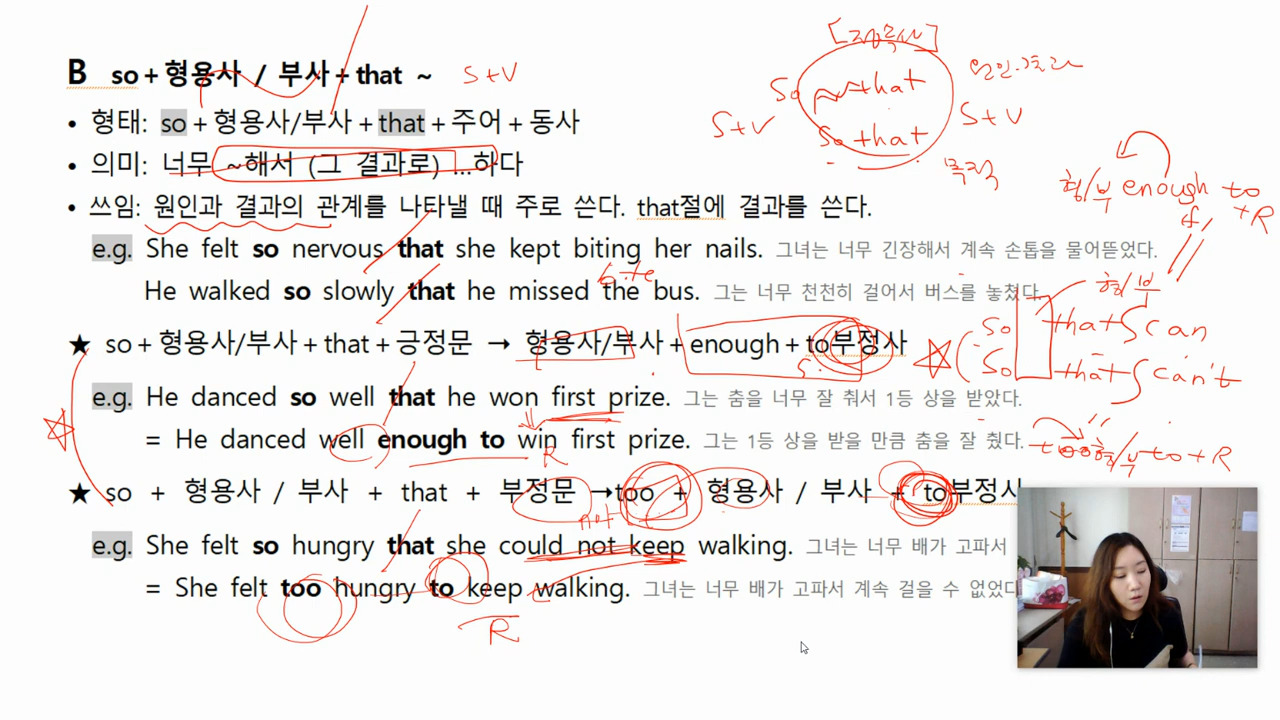 [접속사]
B so + 형용사 / 부사 + that ~ S+V
So ~ that 원인·결과
S+V So that S+V
목적
• 형태: so + 형용사/부사 + that + 주어 + 동사
• 의미: 너무 ~해서 (그 결과로) ...하다
형/부 enough to +R
• 쓰임: 원인과 결과의 관계를 나타낼 때 주로 쓴다. that절에 결과를 쓴다.
e.g. She felt so nervous that she kept biting her nails. 그녀는 너무 긴장해서 계속 손톱을 물어뜯었다.
bite
He walked so slowly that he missed the bus. 그는 너무 천천히 걸어서 버스를 놓쳤다.
형/부
so that S can
so that S can't
★ so + 형용사/부사 + that + 긍정문 → 형용사/부사 + enough + to부정사
e.g. He danced so well that he won first prize. 그는 춤을 너무 잘 춰서 1등 상을 받았다.
= He danced well enough to win first prize. 그는 1등 상을 받을 만큼 춤을 잘 췄다.
R
too 형/부 to + R
★ so + 형용사 / 부사 + that + 부정문 →too + 형용사 / 부사 + to부정사
not
e.g. She felt so hungry that she could not keep walking. 그녀는 너무 배가 고파서
= She felt too hungry to keep walking. 그녀는 너무 배가 고파서 계속 걸을 수 없었다
R